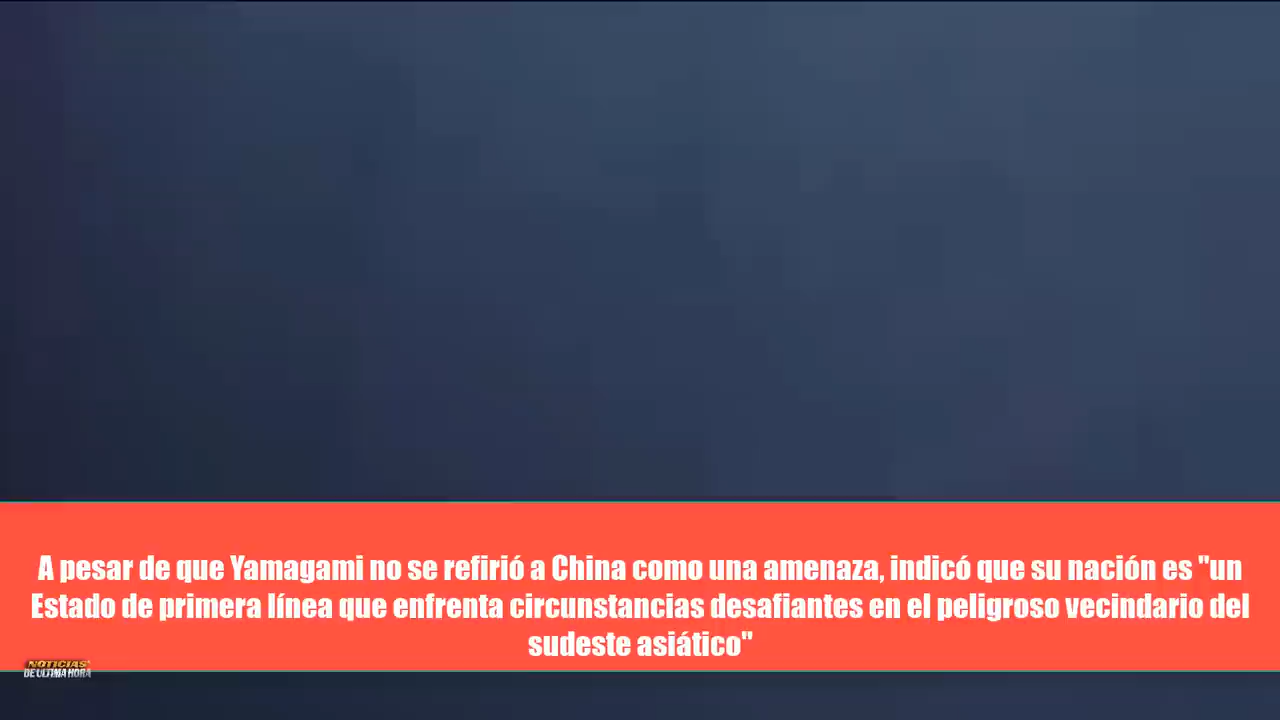 A pesar de que Yamagami no se refirió a China como una amenaza, indicó que su nación es "un
Estado de primera línea que enfrenta circunstancias desafiantes en el peligroso vecindario del
sudeste asiático"
NOTICIAS
DE ULTIMA HORA